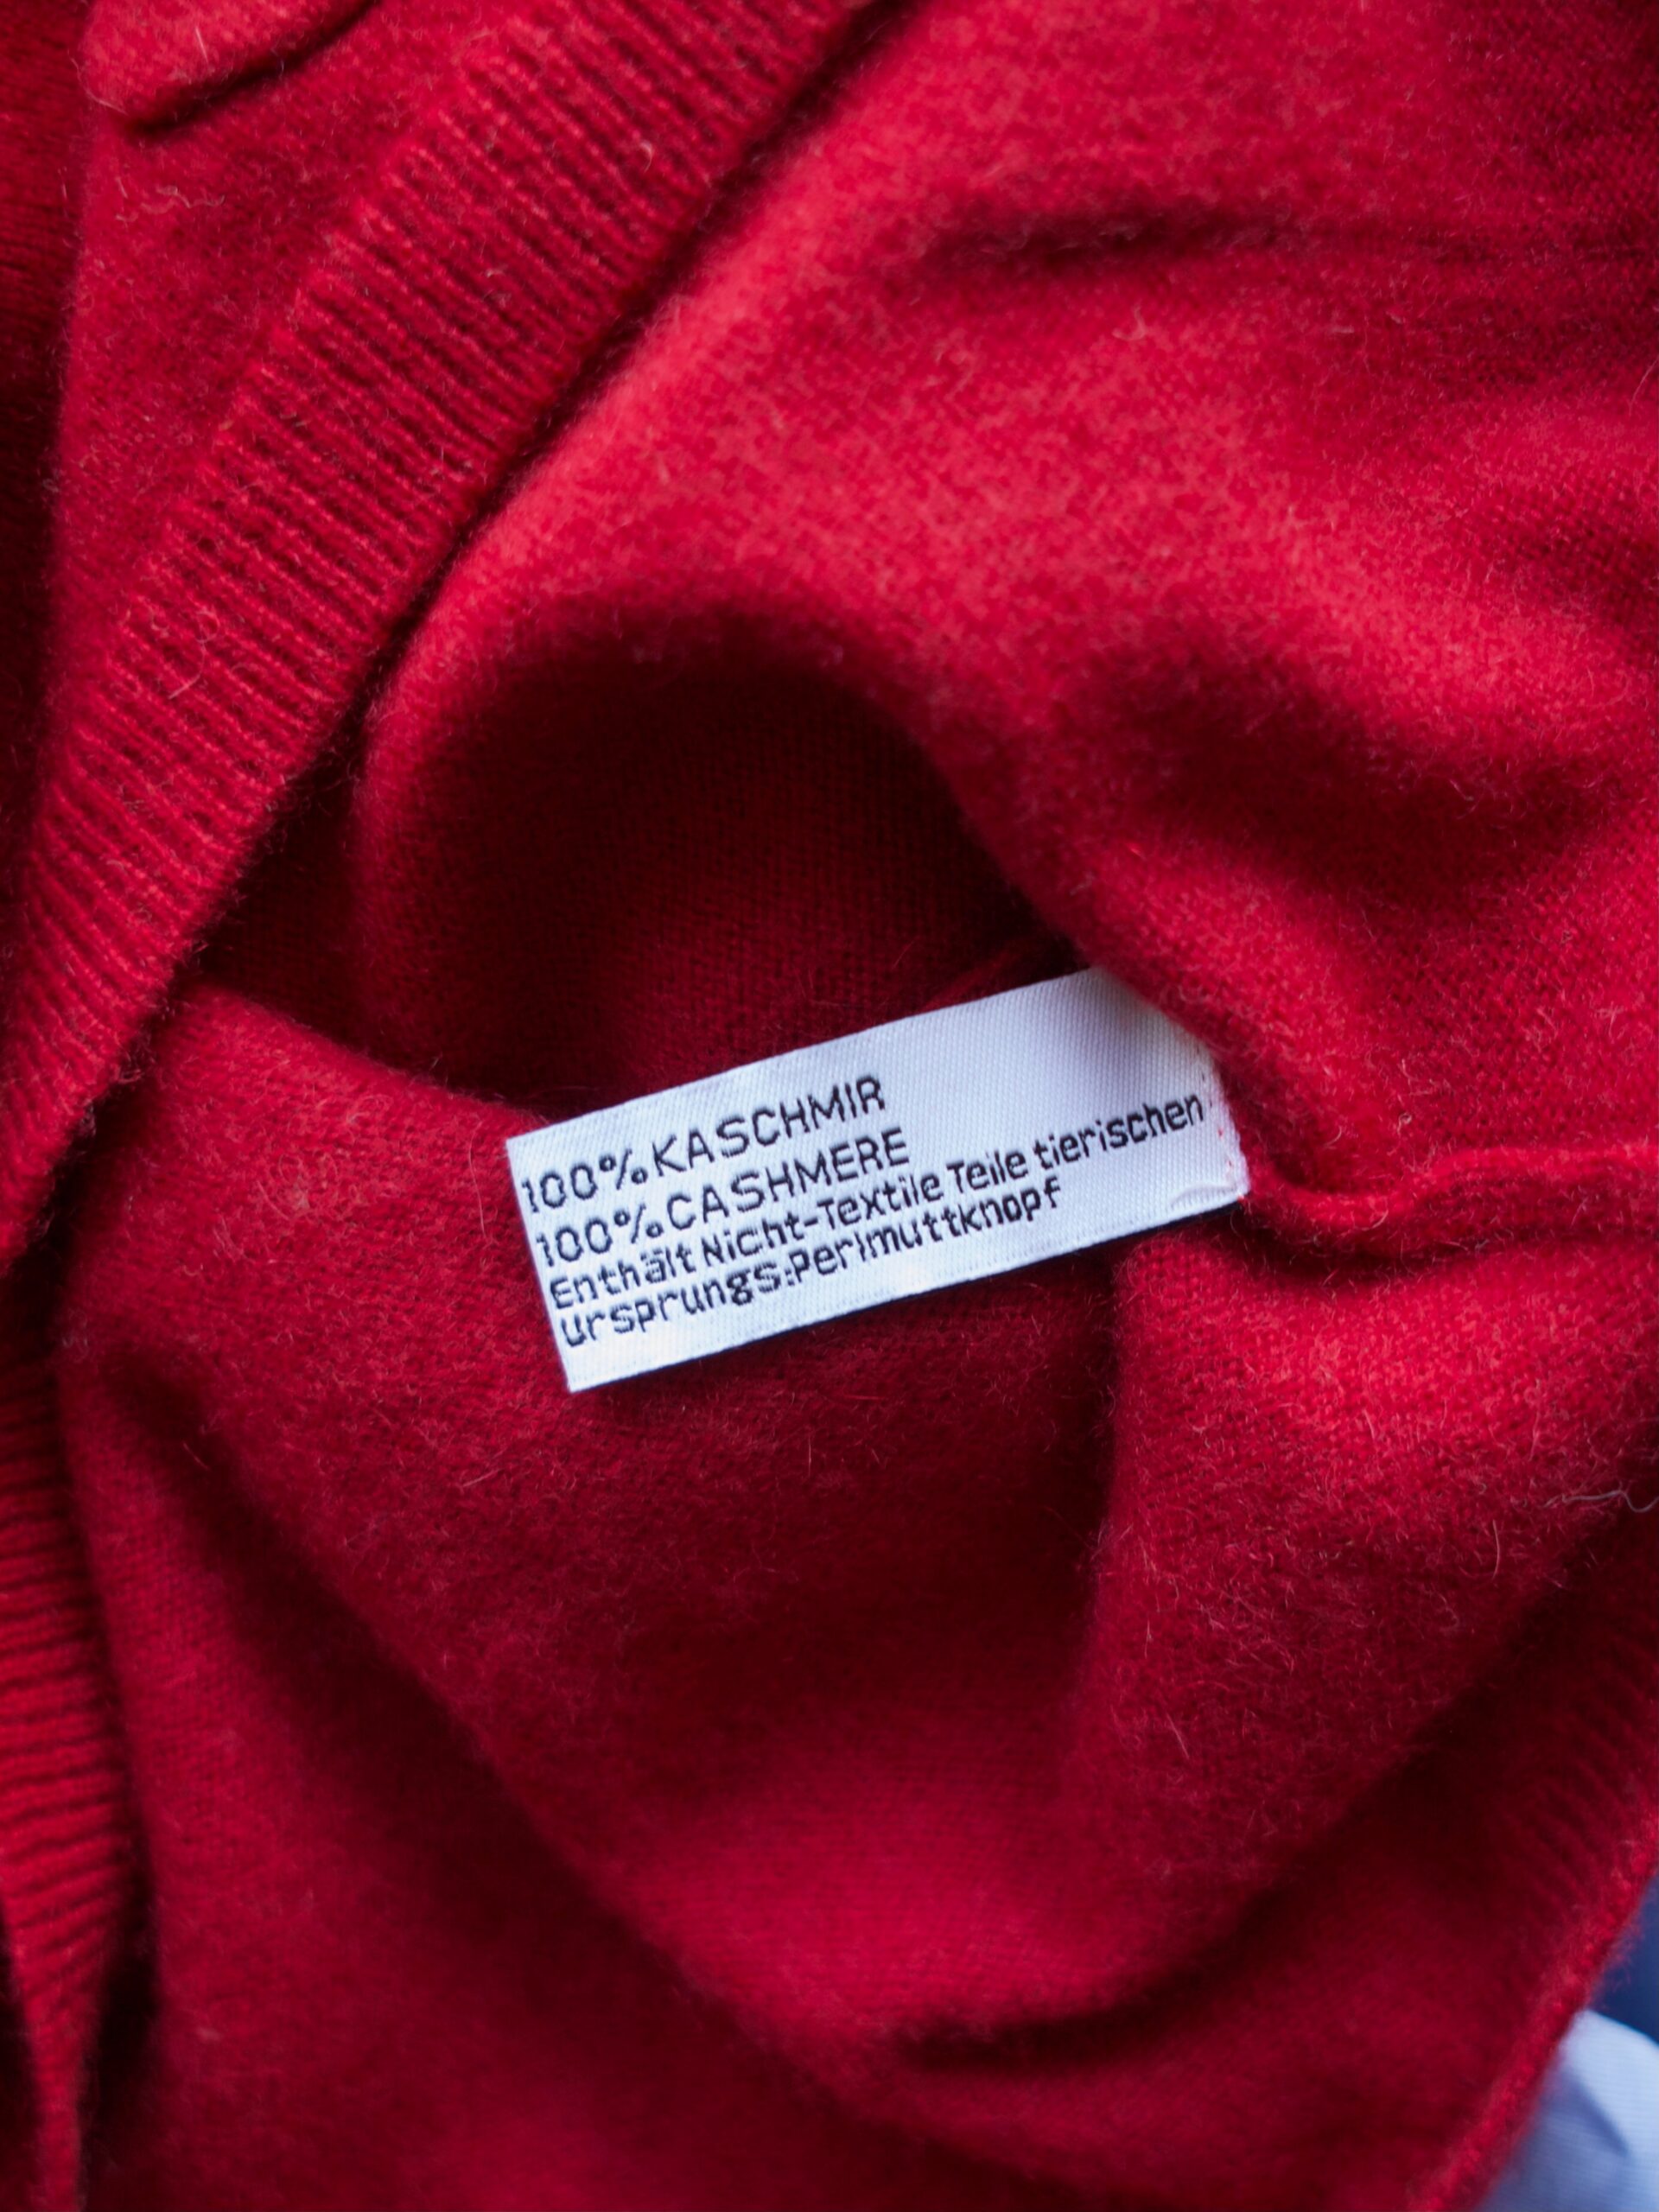 100% KASCHMIR
100% CASHMERE
Enthält Nicht-Textile Teile tierischen
ursprungs:Perlmuttknopf